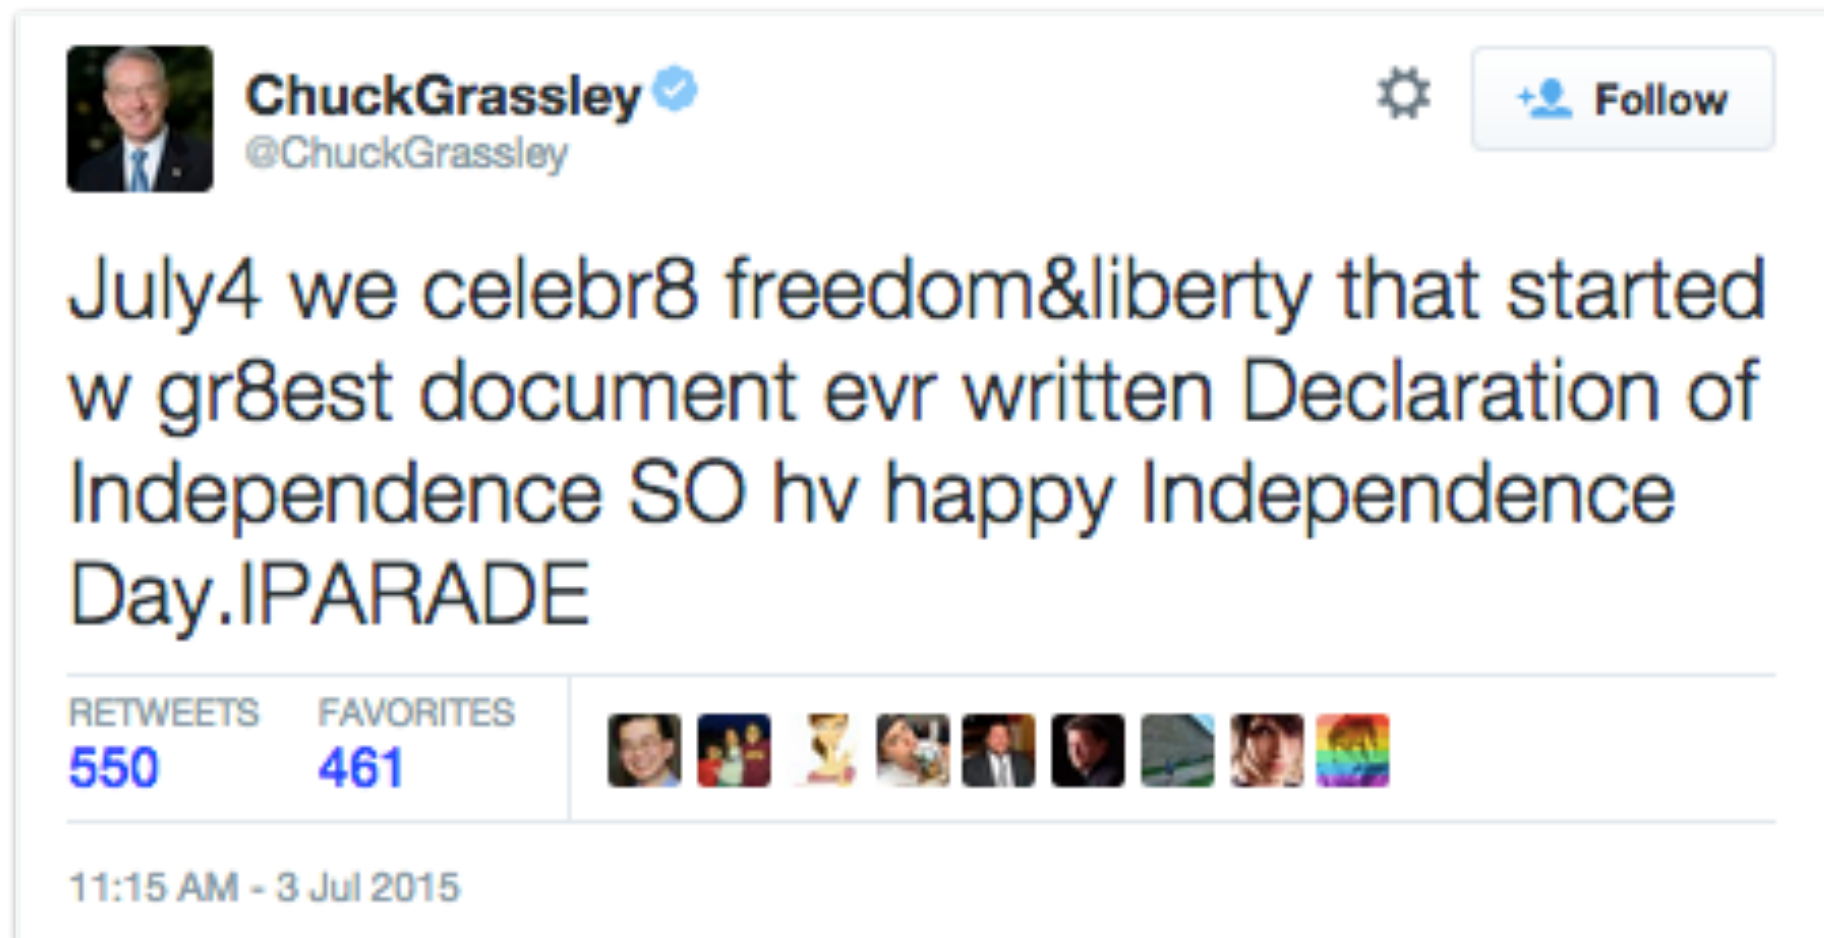 ChuckGrassley
@ChuckGrassley
Follow
July4 we celebr8 freedom&liberty that started
w gr8est document evr written Declaration of
Independence SO hv happy Independence
Day.IPARADE
RETWEETS FAVORITES
550 461
11:15 AM - 3 Jul 2015